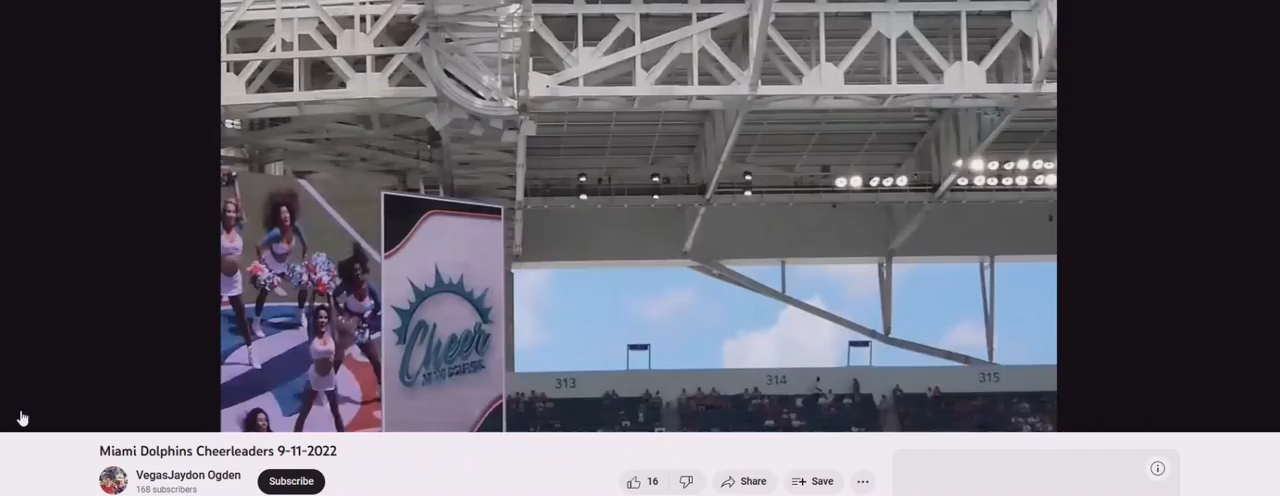 Cheer
313
314
315
Miami Dolphins Cheerleaders 9-11-2022
VegasJaydon Ogden
168 subscribers
Subscribe
16
Share
Save